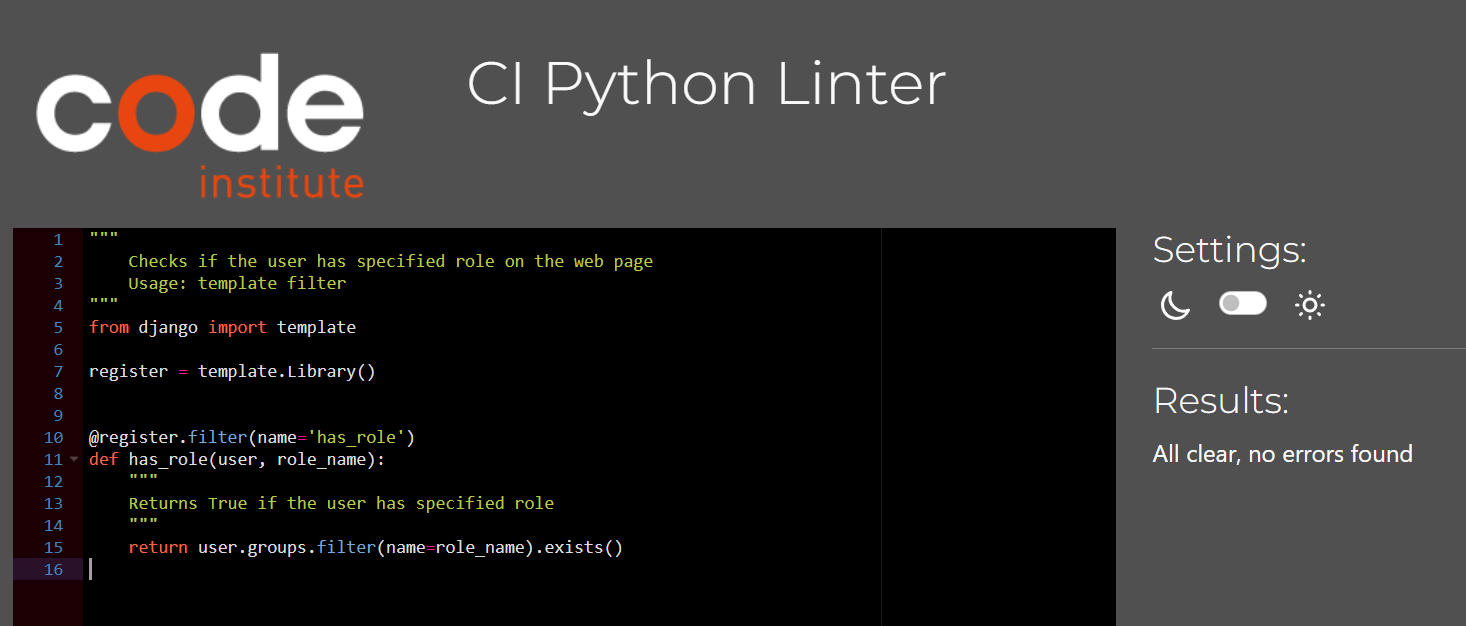 code
institute
CI Python Linter
1 """
2     Checks if the user has specified role on the web page
3     Usage: template filter
4 """
5 from django import template
6
7 register = template.Library()
8
9
10 @register.filter(name='has_role')
11 def has_role(user, role_name):
12     """
13     Returns True if the user has specified role
14     """
15     return user.groups.filter(name=role_name).exists()
16
Settings:
Results:
All clear, no errors found